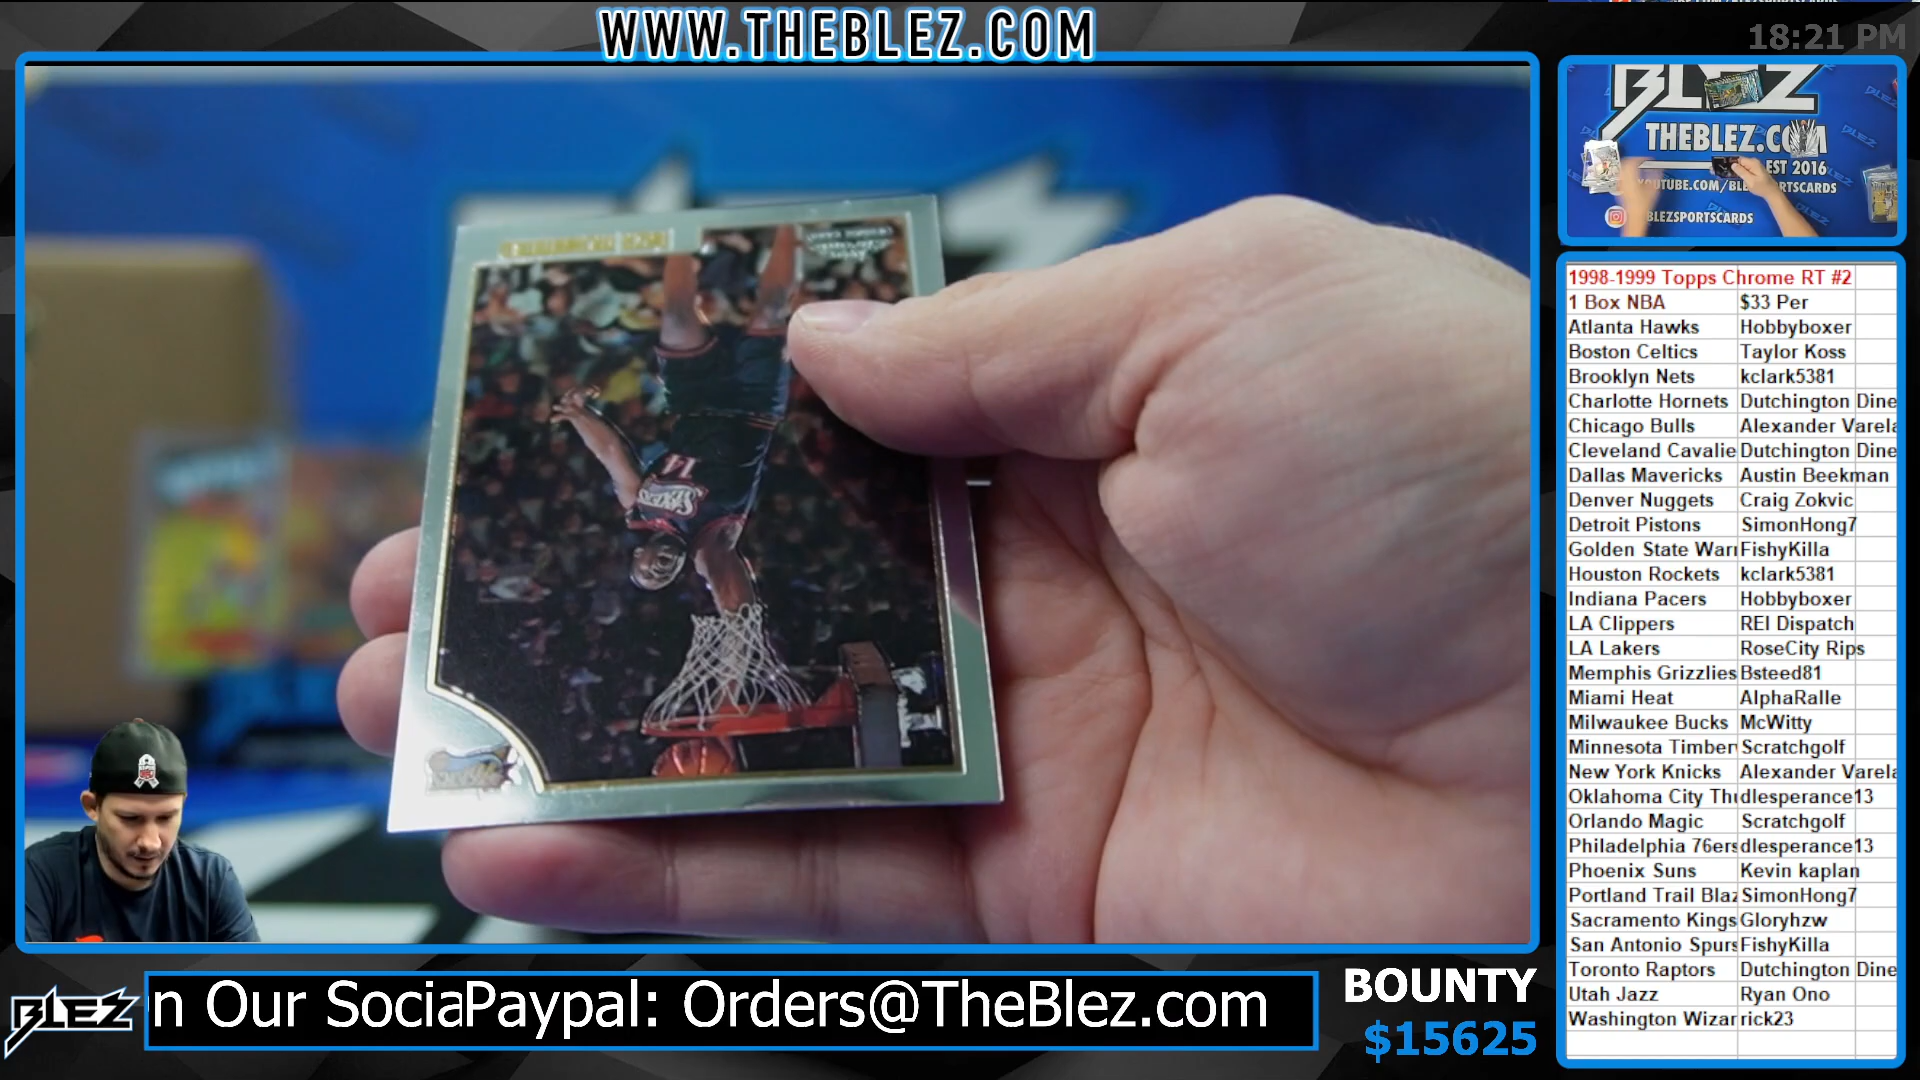 WWW.THEBLEZ.COM
18:21 PM
BLEZ
THEBLEZ.COM
EST 2016
BLEZSPORTSCARDS
14
SIXERS
1998-1999 Topps Chrome RT #2
1 Box NBA $33 Per
Atlanta Hawks Hobbyboxer
Boston Celtics Taylor Koss
Brooklyn Nets kclark5381
Charlotte Hornets Dutchington Dine
Chicago Bulls Alexander Varela
Cleveland Cavalie Dutchington Dine
Dallas Mavericks Austin Beekman
Denver Nuggets Craig Zokvic
Detroit Pistons SimonHong7
Golden State Warr FishyKilla
Houston Rockets kclark5381
Indiana Pacers Hobbyboxer
LA Clippers REI Dispatch
LA Lakers RoseCity Rips
Memphis Grizzlies Bsteed81
Miami Heat AlphaRalle
Milwaukee Bucks McWitty
Minnesota Timber Scratchgolf
New York Knicks Alexander Varela
Oklahoma City Thu dlesperance13
Orlando Magic Scratchgolf
Philadelphia 76ers dlesperance13
Phoenix Suns Kevin kaplan
Portland Trail Blaz SimonHong7
Sacramento Kings Gloryhzw
San Antonio Spurs FishyKilla
Toronto Raptors Dutchington Dine
Utah Jazz Ryan Ono
Washington Wizar rick23
BLEZ
n Our SociaPaypal: Orders@TheBlez.com
BOUNTY
$15625